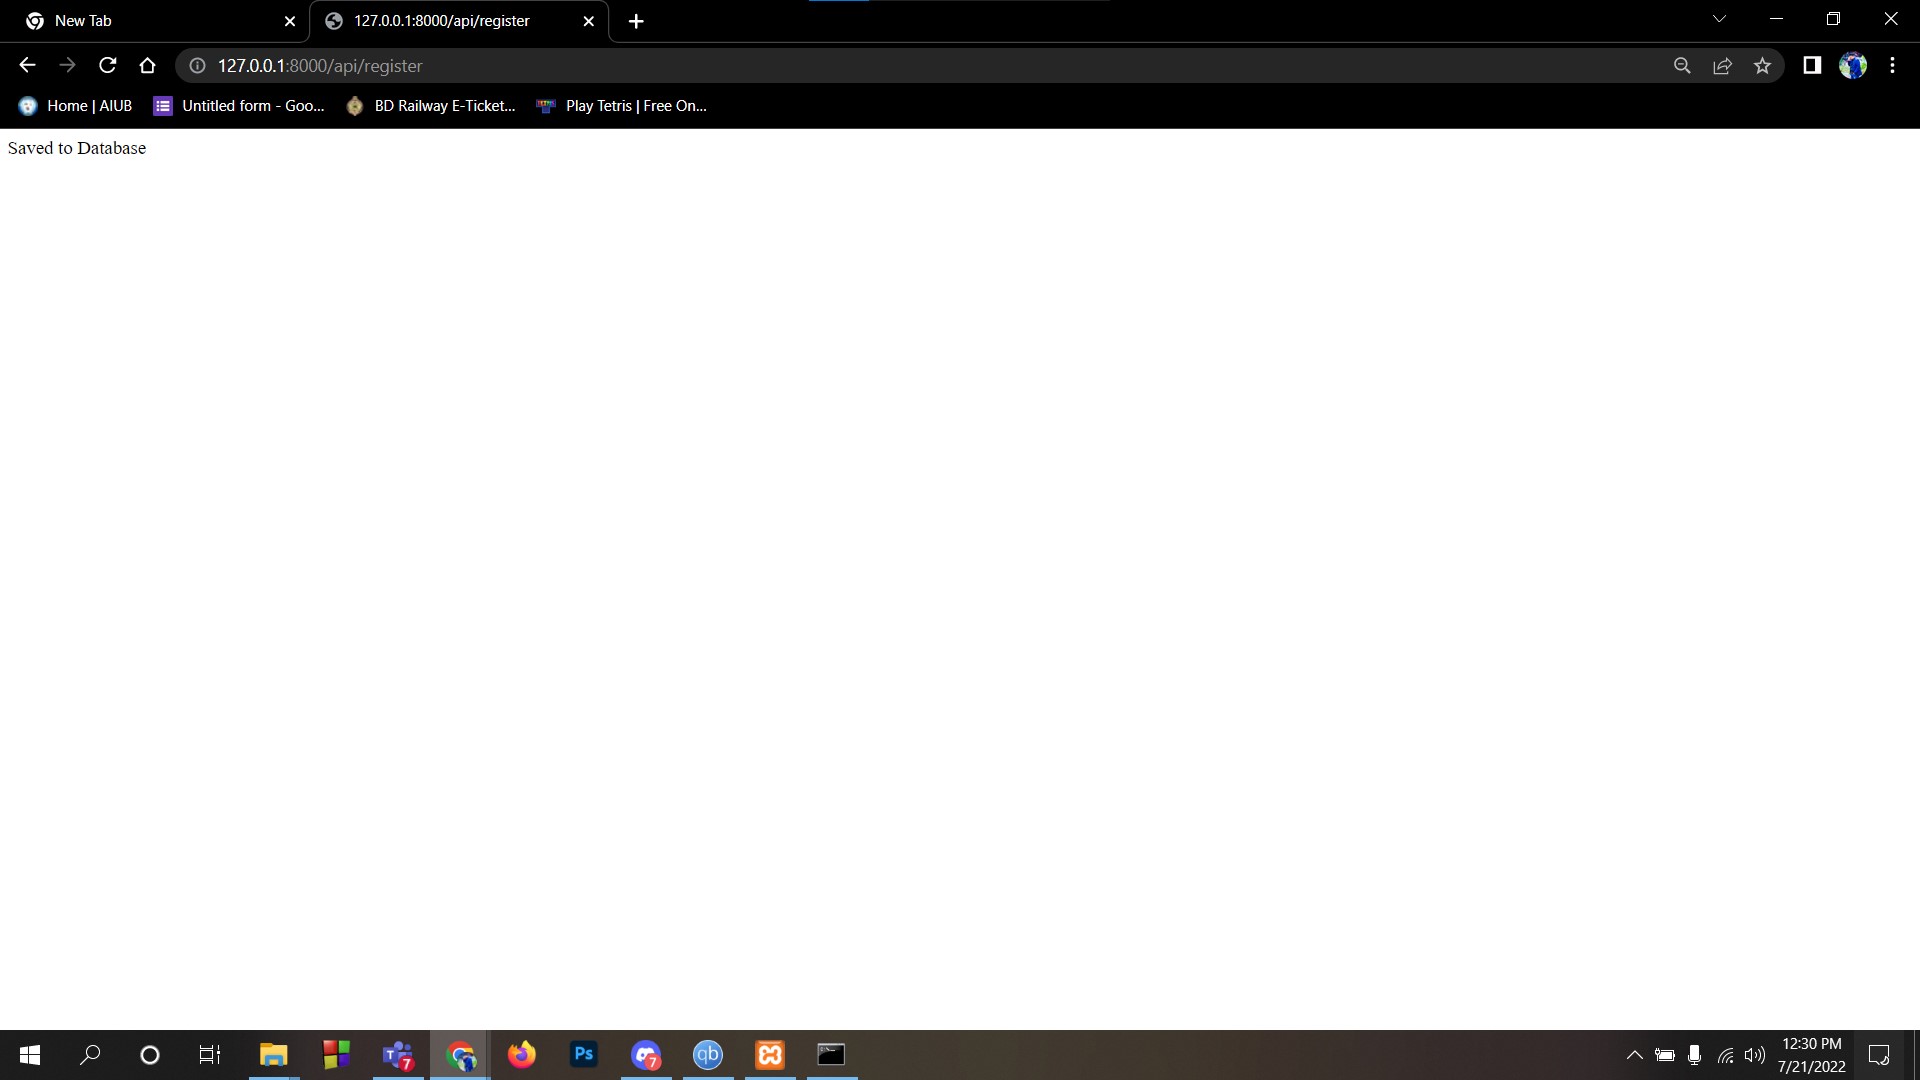 New Tab
127.0.0.1:8000/api/register
127.0.0.1:8000/api/register
Home | AIUB
Untitled form - Goo...
BD Railway E-Ticket...
Play Tetris | Free On...
Saved to Database
T
7
Ps
7
qb
12:30 PM
7/21/2022